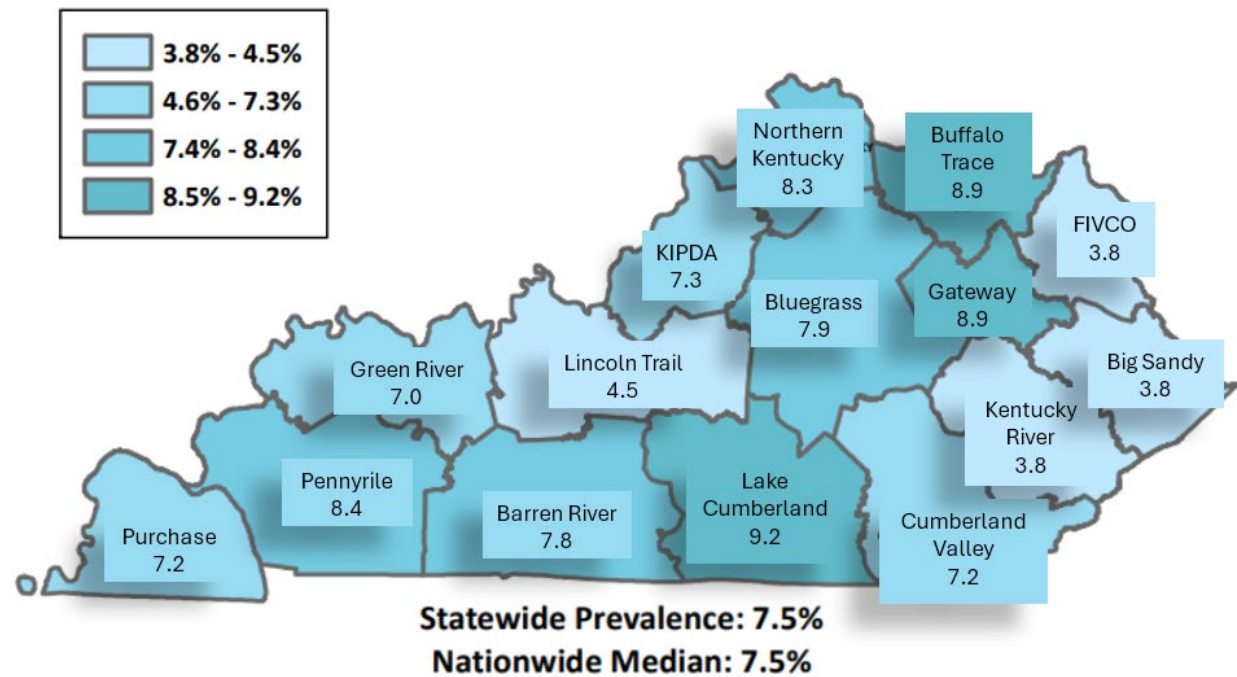 3.8% - 4.5%
4.6% - 7.3%
7.4% - 8.4%
8.5% - 9.2%
Northern
Kentucky
8.3
Buffalo
Trace
8.9
FIVCO
3.8
KIPDA
7.3
Bluegrass
7.9
Gateway
8.9
Green River
7.0
Lincoln Trail
4.5
Big Sandy
3.8
Kentucky
River
3.8
Pennyrile
8.4
Barren River
7.8
Lake
Cumberland
9.2
Cumberland
Valley
7.2
Purchase
7.2
Statewide Prevalence: 7.5%
Nationwide Median: 7.5%